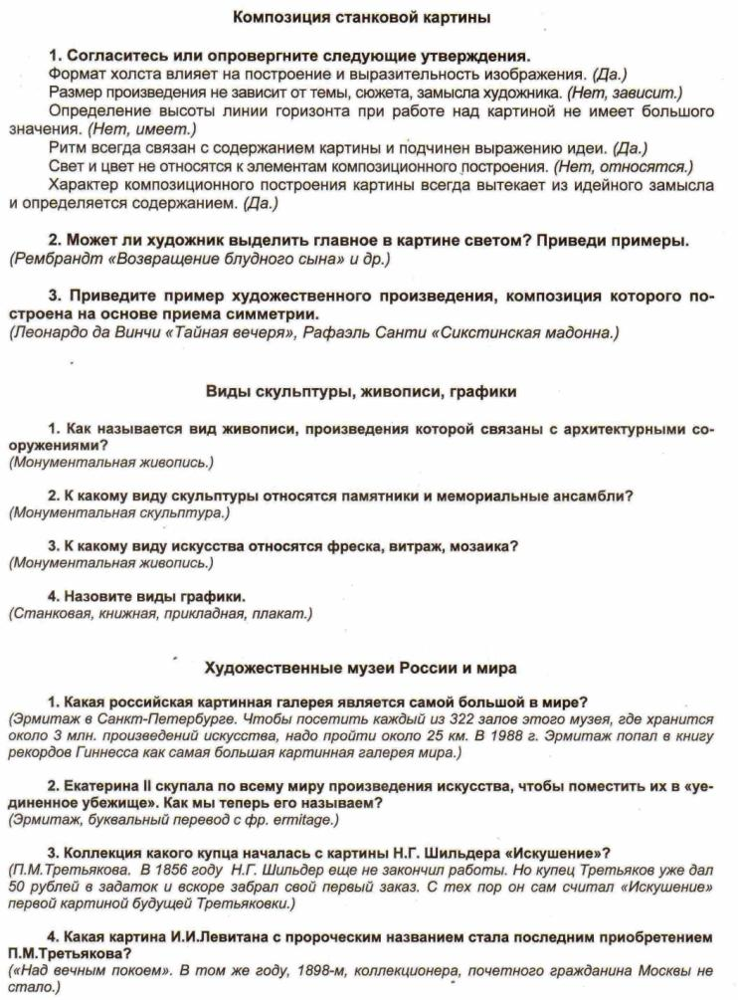 Композиция станковой картины
1. Согласитесь или опровергните следующие утверждения.
Формат холста влияет на построение и выразительность изображения. (Да.)
Размер произведения не зависит от темы, сюжета, замысла художника. (Нет, зависит.)
Определение высоты линии горизонта при работе над картиной не имеет большого
значения. (Нет, имеет.)
Ритм всегда связан с содержанием картины и подчинен выражению идеи. (Да.)
Свет и цвет не относятся к элементам композиционного построения. (Нет, относятся.)
Характер композиционного построения картины всегда вытекает из идейного замысла
и определяется содержанием. (Да.)
2. Может ли художник выделить главное в картине светом? Приведи примеры.
(Рембрандт «Возвращение блудного сына» и др.)
3. Приведите пример художественного произведения, композиция которого по-
строена на основе приема симметрии.
(Леонардо да Винчи «Тайная вечеря», Рафаэль Санти «Сикстинская мадонна.)
Виды скульптуры, живописи, графики
1. Как называется вид живописи, произведения которой связаны с архитектурными со-
оружениями?
(Монументальная живопись.)
2. К какому виду скульптуры относятся памятники и мемориальные ансамбли?
(Монументальная скульптура.)
3. К какому виду искусства относятся фреска, витраж, мозаика?
(Монументальная живопись.)
4. Назовите виды графики.
(Станковая, книжная, прикладная, плакат.)
Художественные музеи России и мира
1. Какая российская картинная галерея является самой большой в мире?
(Эрмитаж в Санкт-Петербурге. Чтобы посетить каждый из 322 залов этого музея, где хранится
около 3 млн. произведений искусства, надо пройти около 25 км. В 1988 г. Эрмитаж попал в книгу
рекордов Гиннесса как самая большая картинная галерея мира.)
2. Екатерина II скупала по всему миру произведения искусства, чтобы поместить их в «уе-
диненное убежище». Как мы теперь его называем?
(Эрмитаж, буквальный перевод с фр. ermitage.)
3. Коллекция какого купца началась с картины Н.Г. Шильдера «Искушение»?
(П.М.Третьякова. В 1856 году Н.Г. Шильдер еще не закончил работы. Но купец Третьяков уже дал
50 рублей в задаток и вскоре забрал свой первый заказ. С тех пор он сам считал «Искушение»
первой картиной будущей Третьяковки.)
4. Какая картина И.И.Левитана с пророческим названием стала последним приобретением
П.М.Третьякова?
(«Над вечным покоем». В том же году, 1898-м, коллекционера, почетного гражданина Москвы не
стало.)